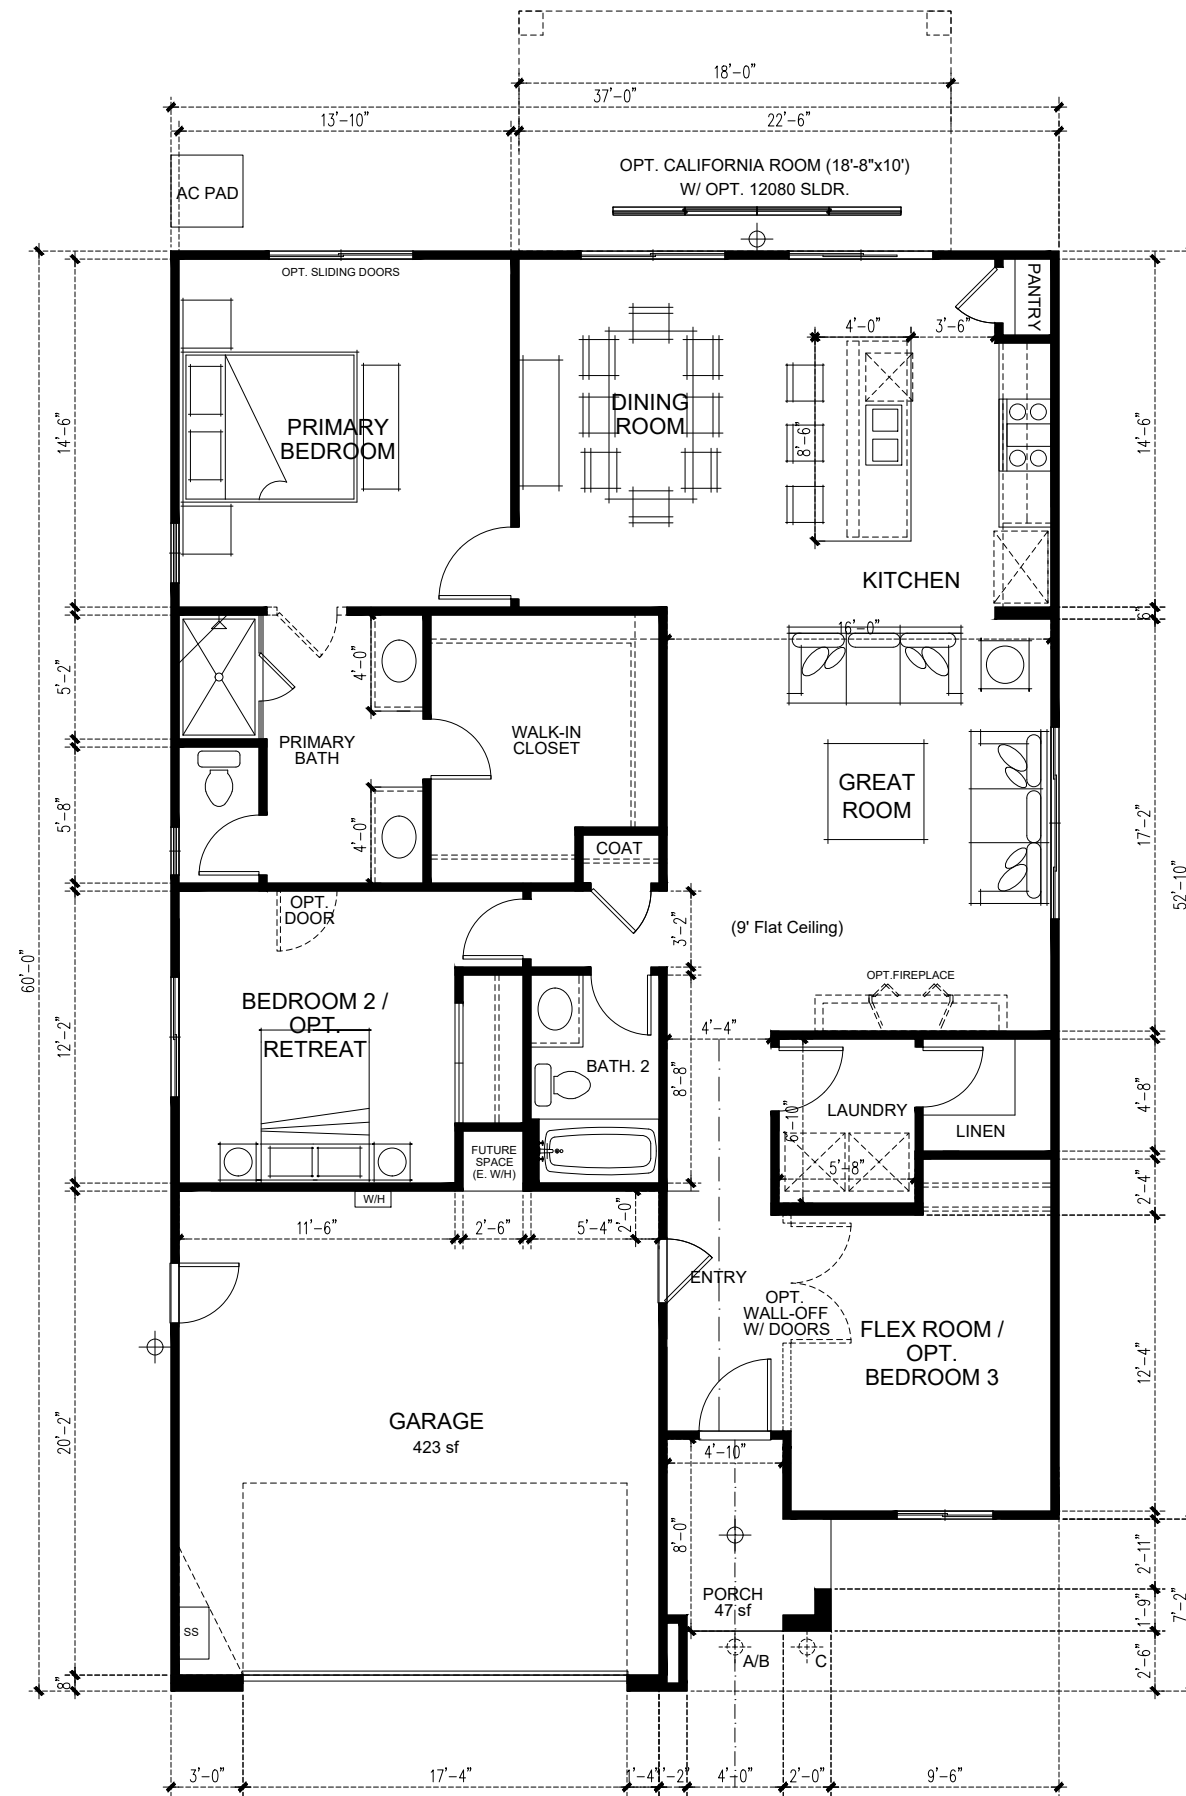 18'-0"
37'-0"
13'-10"
22'-6"
OPT. CALIFORNIA ROOM (18'-8"x10')
W/ OPT. 12080 SLDR.
AC PAD
OPT. SLIDING DOORS
PANTRY
4'-0"
3'-6"
14'-6"
PRIMARY
BEDROOM
DINING
ROOM
8'-6"
14'-6"
KITCHEN
6"
16'-0"
5'-2"
4'-0"
PRIMARY
BATH
WALK-IN
CLOSET
GREAT
ROOM
5'-8"
4'-0"
COAT
17'-2"
52'-10"
OPT.
DOOR
3'-2"
(9' Flat Ceiling)
60'-0"
OPT.FIREPLACE
BEDROOM 2 /
OPT.
RETREAT
12'-2"
4'-4"
BATH. 2
8'-8"
6'-10"
LAUNDRY
4'-8"
LINEN
FUTURE
SPACE
(E. W/H)
5'-8"
2'-4"
W/H
11'-6"
2'-6"
5'-4"
2'-0"
ENTRY
OPT.
WALL-OFF
W/ DOORS
FLEX ROOM /
OPT.
BEDROOM 3
12'-4"
GARAGE
423 sf
20'-2"
4'-10"
8'-0"
2'-11"
PORCH
47 sf
1'-9"
7'-2"
SS
A/B
C
2'-6"
8"
3'-0"
17'-4"
1'-4"
1'-2"
4'-0"
2'-0"
9'-6"